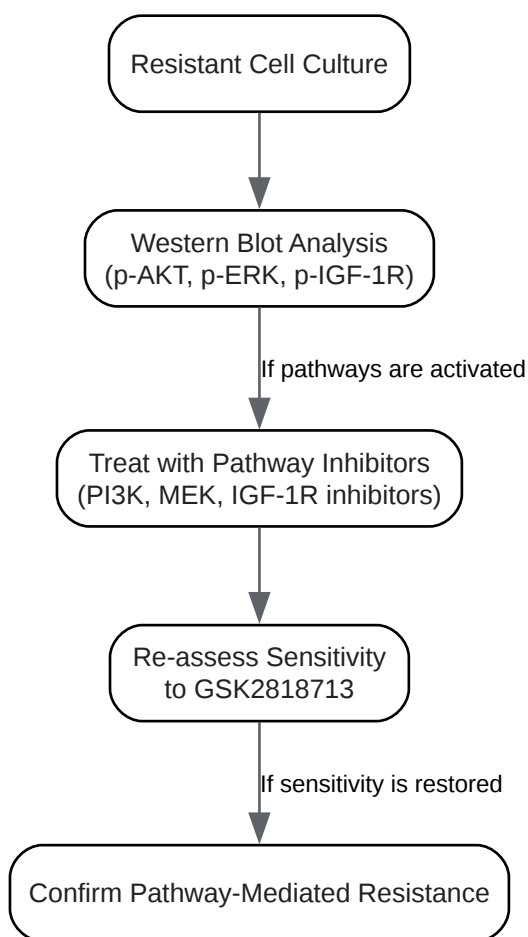 Resistant Cell Culture
Western Blot Analysis
(p-AKT, p-ERK, p-IGF-1R)
If pathways are activated
Treat with Pathway Inhibitors
(PI3K, MEK, IGF-1R inhibitors)
Re-assess Sensitivity
to GSK2818713
If sensitivity is restored
Confirm Pathway-Mediated Resistance